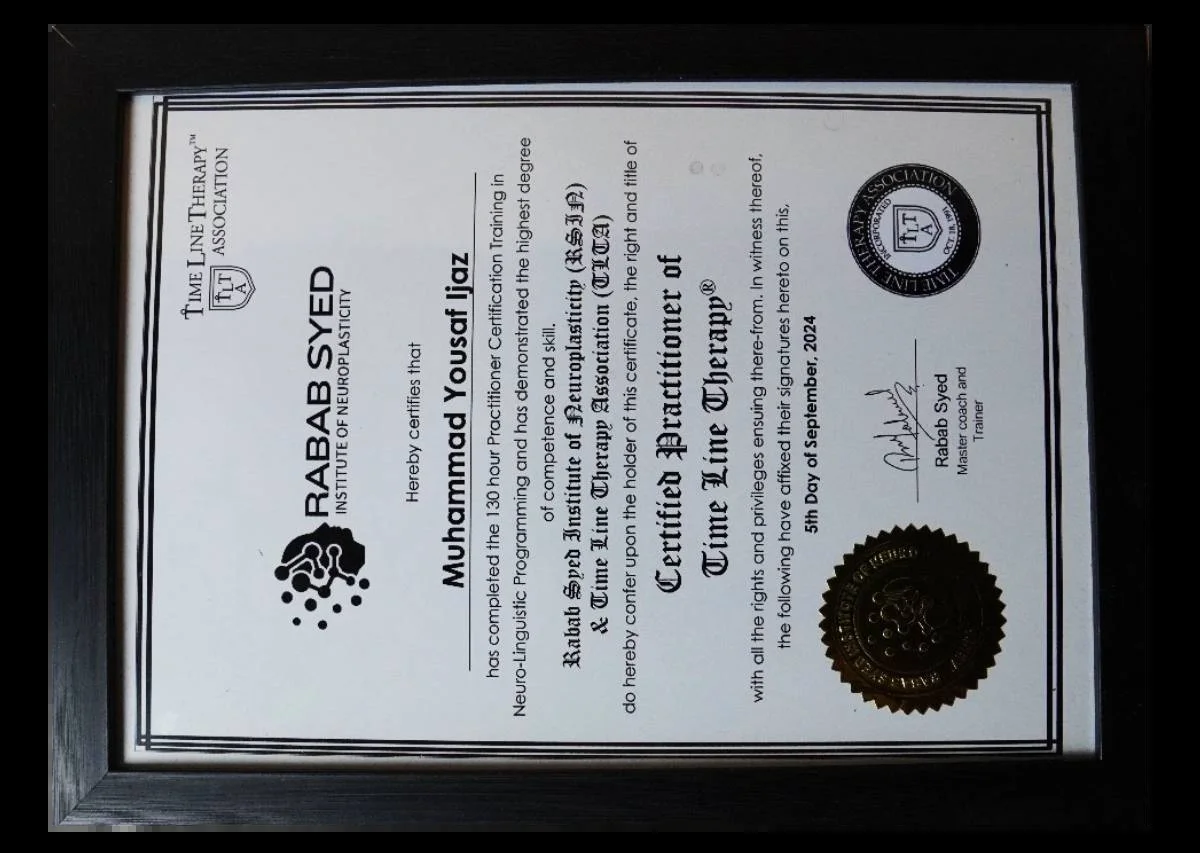 TIME LINE THERAPY™
ASSOCIATION
TLT
A
RABAB SYED
INSTITUTE OF NEUROPLASTICITY
Hereby certifies that
Muhammad Yousaf Ijaz
has completed the 130 hour Practitioner Certification Training in
Neuro-Linguistic Programming and has demonstrated the highest degree
of competence and skill.
Rabab Syed Institute of Neuroplasticity (RSIN)
& Time Line Therapy Association (TLTA)
do hereby confer upon the holder of this certificate, the right and title of
Certified Practitioner of
Time Line Therapy®
with all the rights and privileges ensuing there-from. In witness thereof,
the following have affixed their signatures hereto on this,
5th Day of September, 2024
Rabab Syed
Master coach and
Trainer
TIME LINE THERAPY ASSOCIATION
INCORPORATED
TLT
A
OCT. 18, 1991
INSTITUTE OF NEURO
RABAB SYED